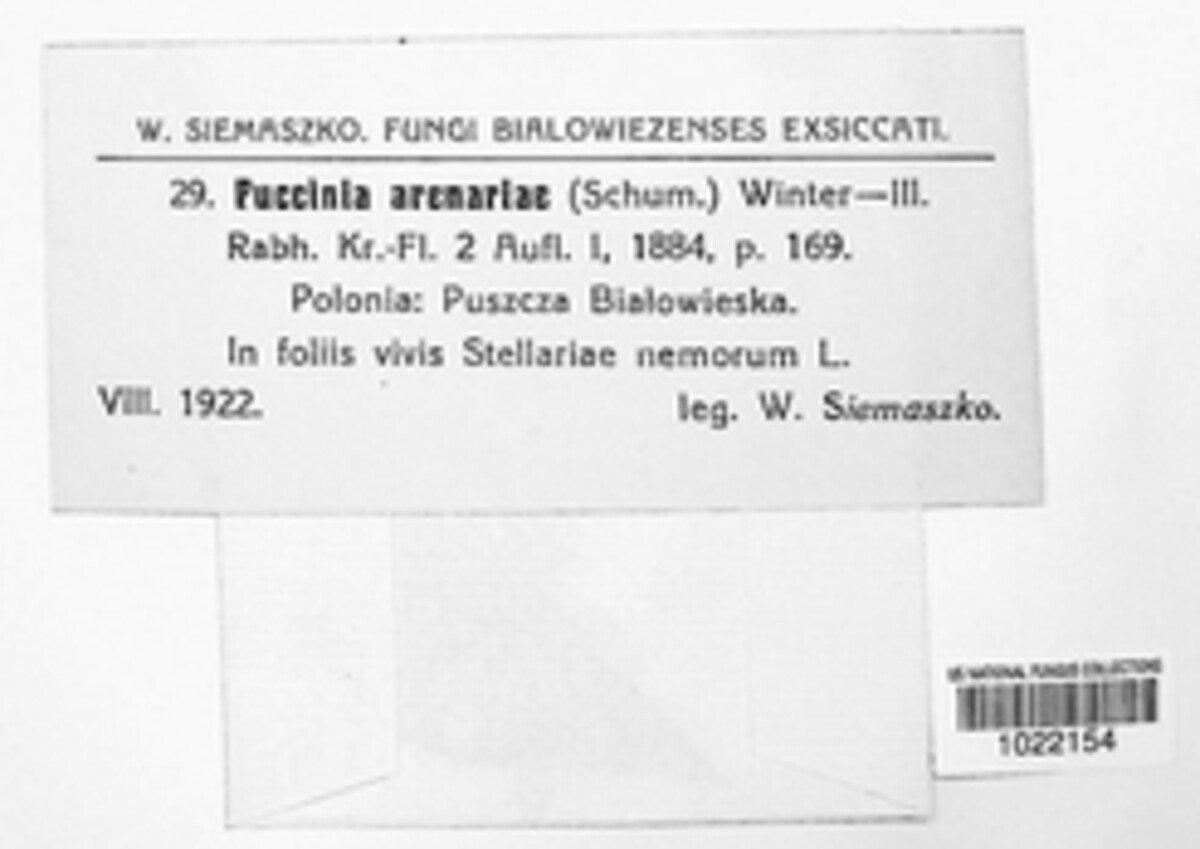 W. SIEMASZKO. FUNGI BIALOWIEZENSES EXSICCATI.
29. Puccinia arenariae (Schum.) Winter—III.
Rabh. Kr.-Fl. 2 Aufl. I, 1884, p. 169.
Polonia: Puszcza Białowieska.
In foliis vivis Stellariae nemorum L.
VIII. 1922.
leg. W. Siemaszko.
US NATIONAL FUNGUS COLLECTIONS
1022154